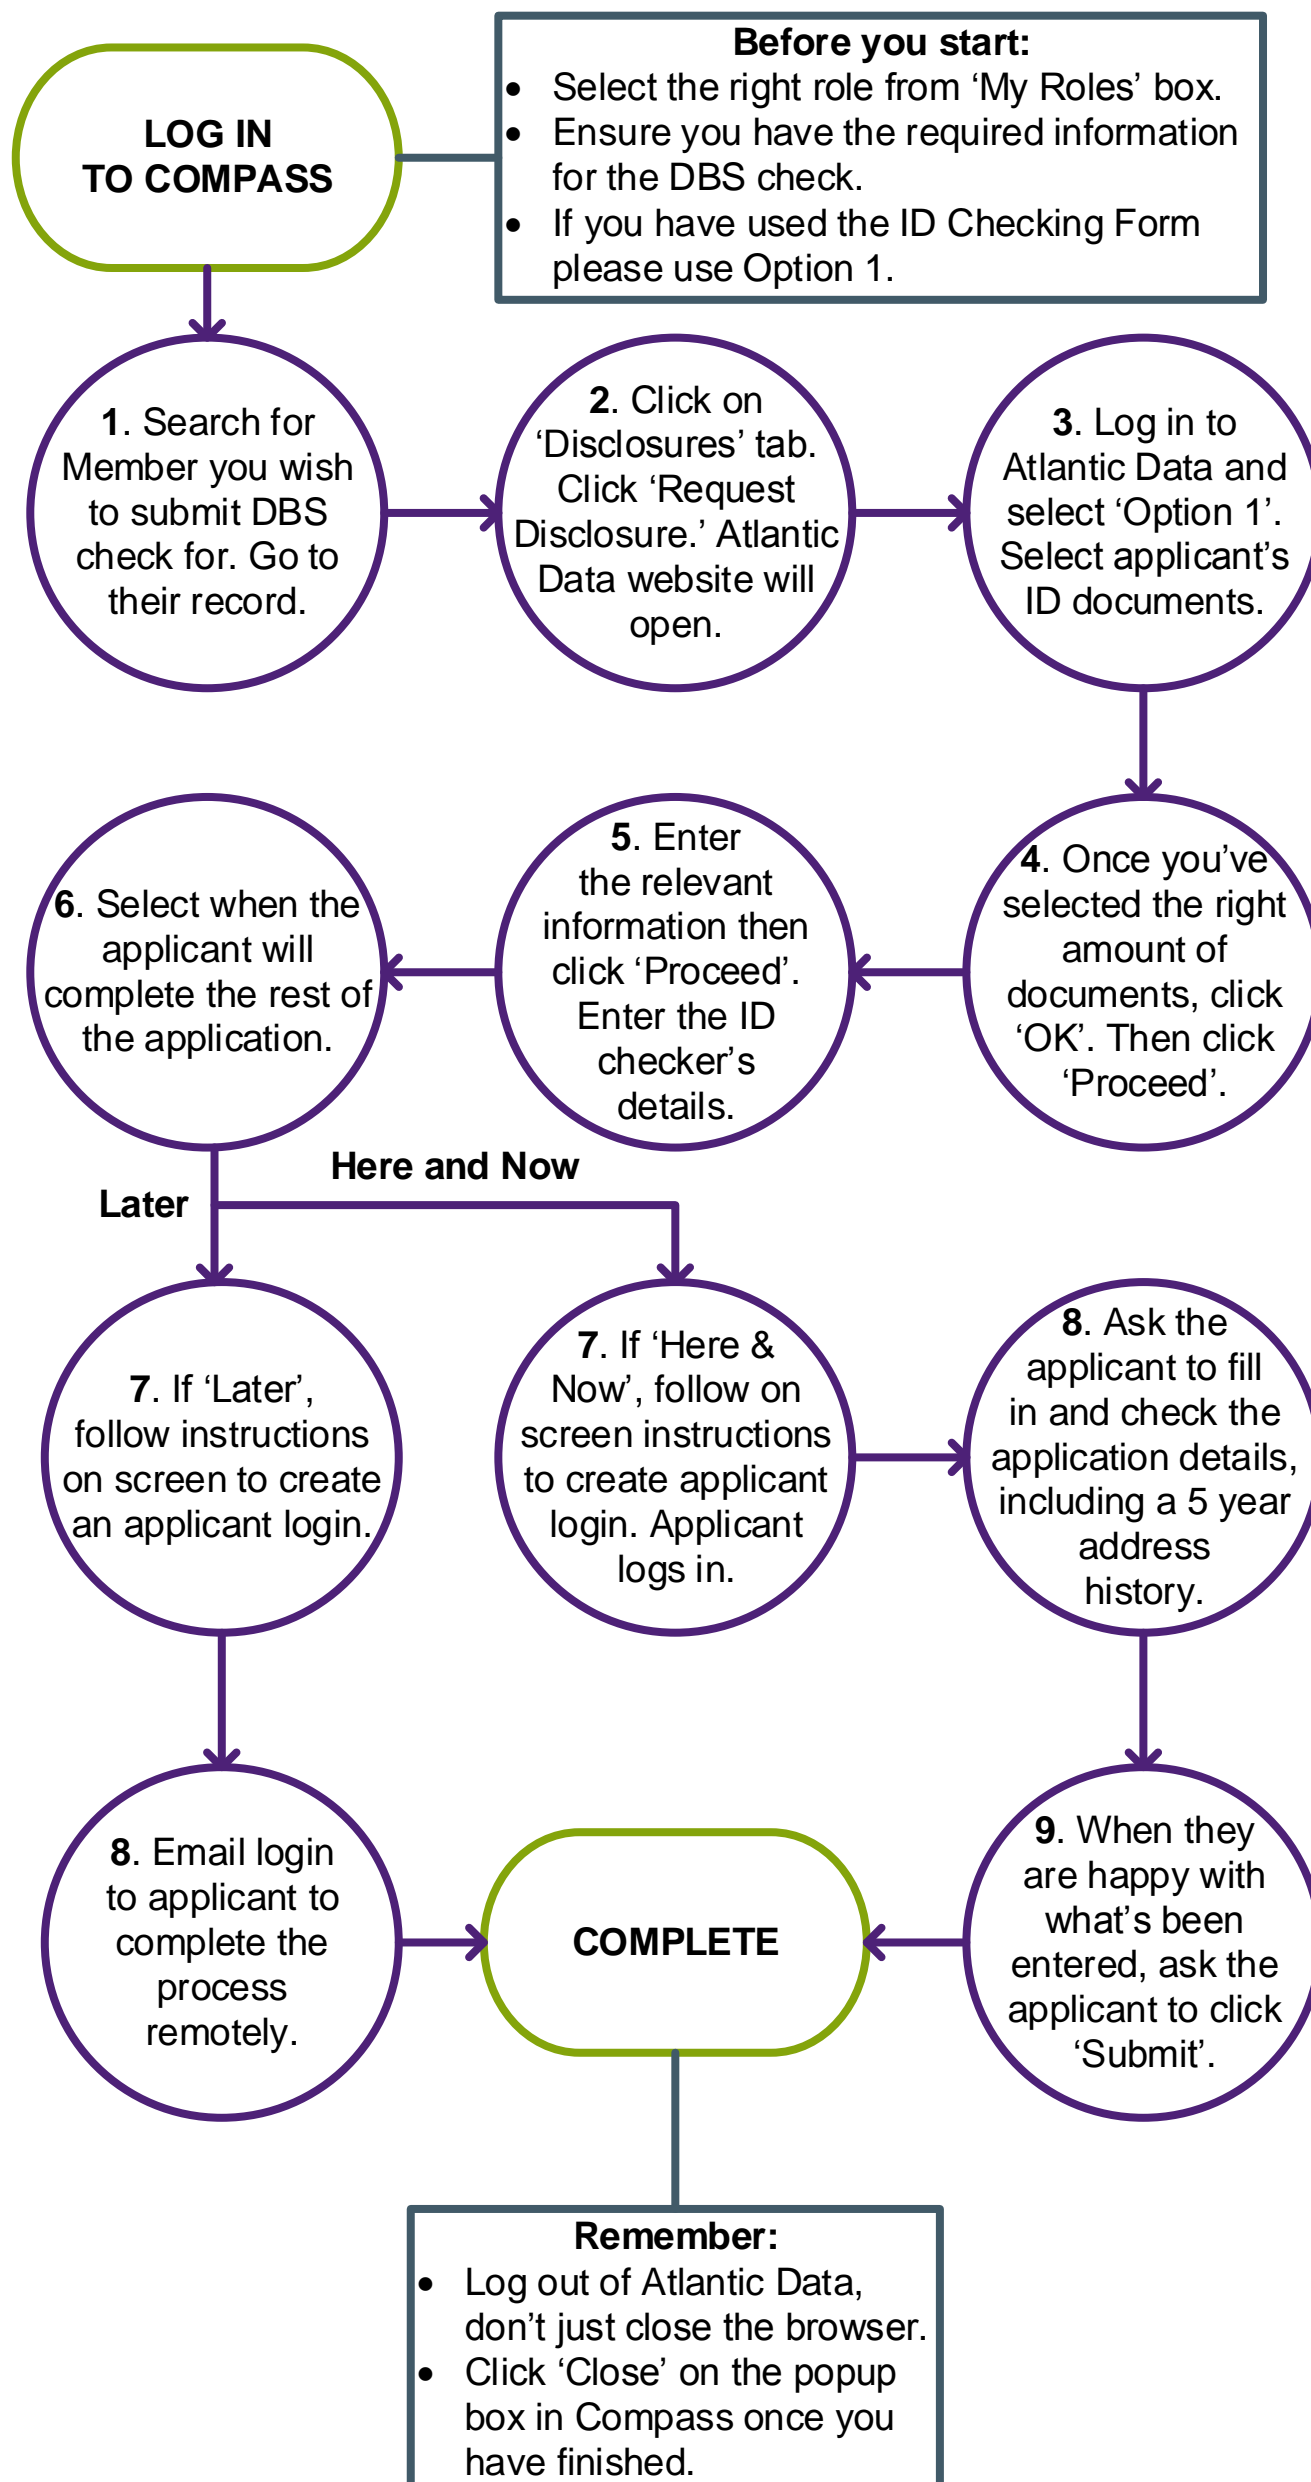 LOG IN
TO COMPASS
Before you start:
• Select the right role from ‘My Roles’ box.
• Ensure you have the required information
for the DBS check.
• If you have used the ID Checking Form
please use Option 1.
1. Search for
Member you wish
to submit DBS
check for. Go to
their record.
2. Click on
‘Disclosures’ tab.
Click ‘Request
Disclosure.’ Atlantic
Data website will
open.
3. Log in to
Atlantic Data and
select ‘Option 1’.
Select applicant’s
ID documents.
4. Once you’ve
selected the right
amount of
documents, click
‘OK’. Then click
‘Proceed’.
5. Enter
the relevant
information then
click ‘Proceed’.
Enter the ID
checker’s
details.
6. Select when the
applicant will
complete the rest of
the application.
Later
Here and Now
7. If ‘Later’,
follow instructions
on screen to create
an applicant login.
7. If ‘Here &
Now’, follow on
screen instructions
to create applicant
login. Applicant
logs in.
8. Ask the
applicant to fill
in and check the
application details,
including a 5 year
address
history.
8. Email login
to applicant to
complete the
process
remotely.
COMPLETE
9. When they
are happy with
what’s been
entered, ask the
applicant to click
‘Submit’.
Remember:
• Log out of Atlantic Data,
don’t just close the browser.
• Click ‘Close’ on the popup
box in Compass once you
have finished.